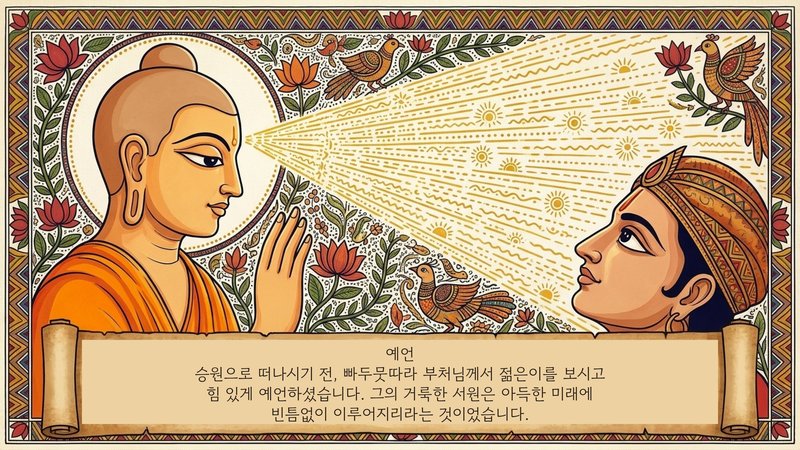 예언
승원으로 떠나시기 전, 빠두뭇따라 부처님께서 젊은이를 보시고
힘 있게 예언하셨습니다. 그의 거룩한 서원은 아득한 미래에
빈틈없이 이루어지리라는 것이었습니다.